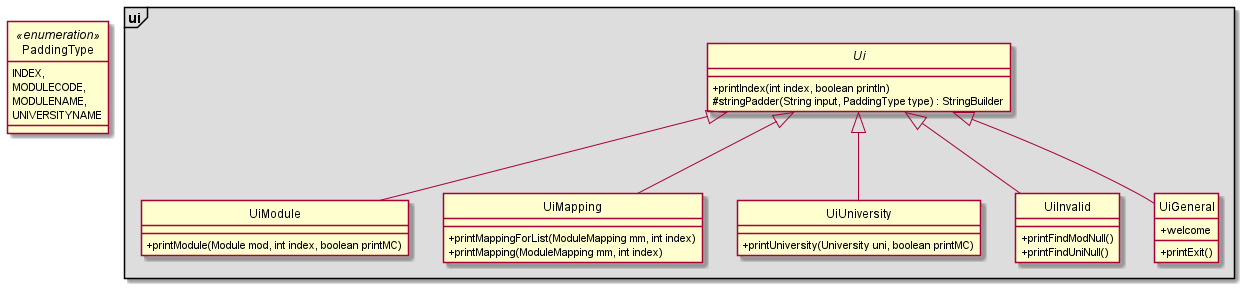 «enumeration»
PaddingType
INDEX,
MODULECODE,
MODULENAME,
UNIVERSITYNAME
ui
Ui
+printIndex(int index, boolean println)
#stringPadder(String input, PaddingType type) : StringBuilder
UiModule
+printModule(Module mod, int index, boolean printMC)
UiMapping
+printMappingForList(ModuleMapping mm, int index)
+printMapping(ModuleMapping mm, int index)
UiUniversity
+printUniversity(University uni, boolean printMC)
UiInvalid
+printFindModNull()
+printFindUniNull()
UiGeneral
+welcome
+printExit()